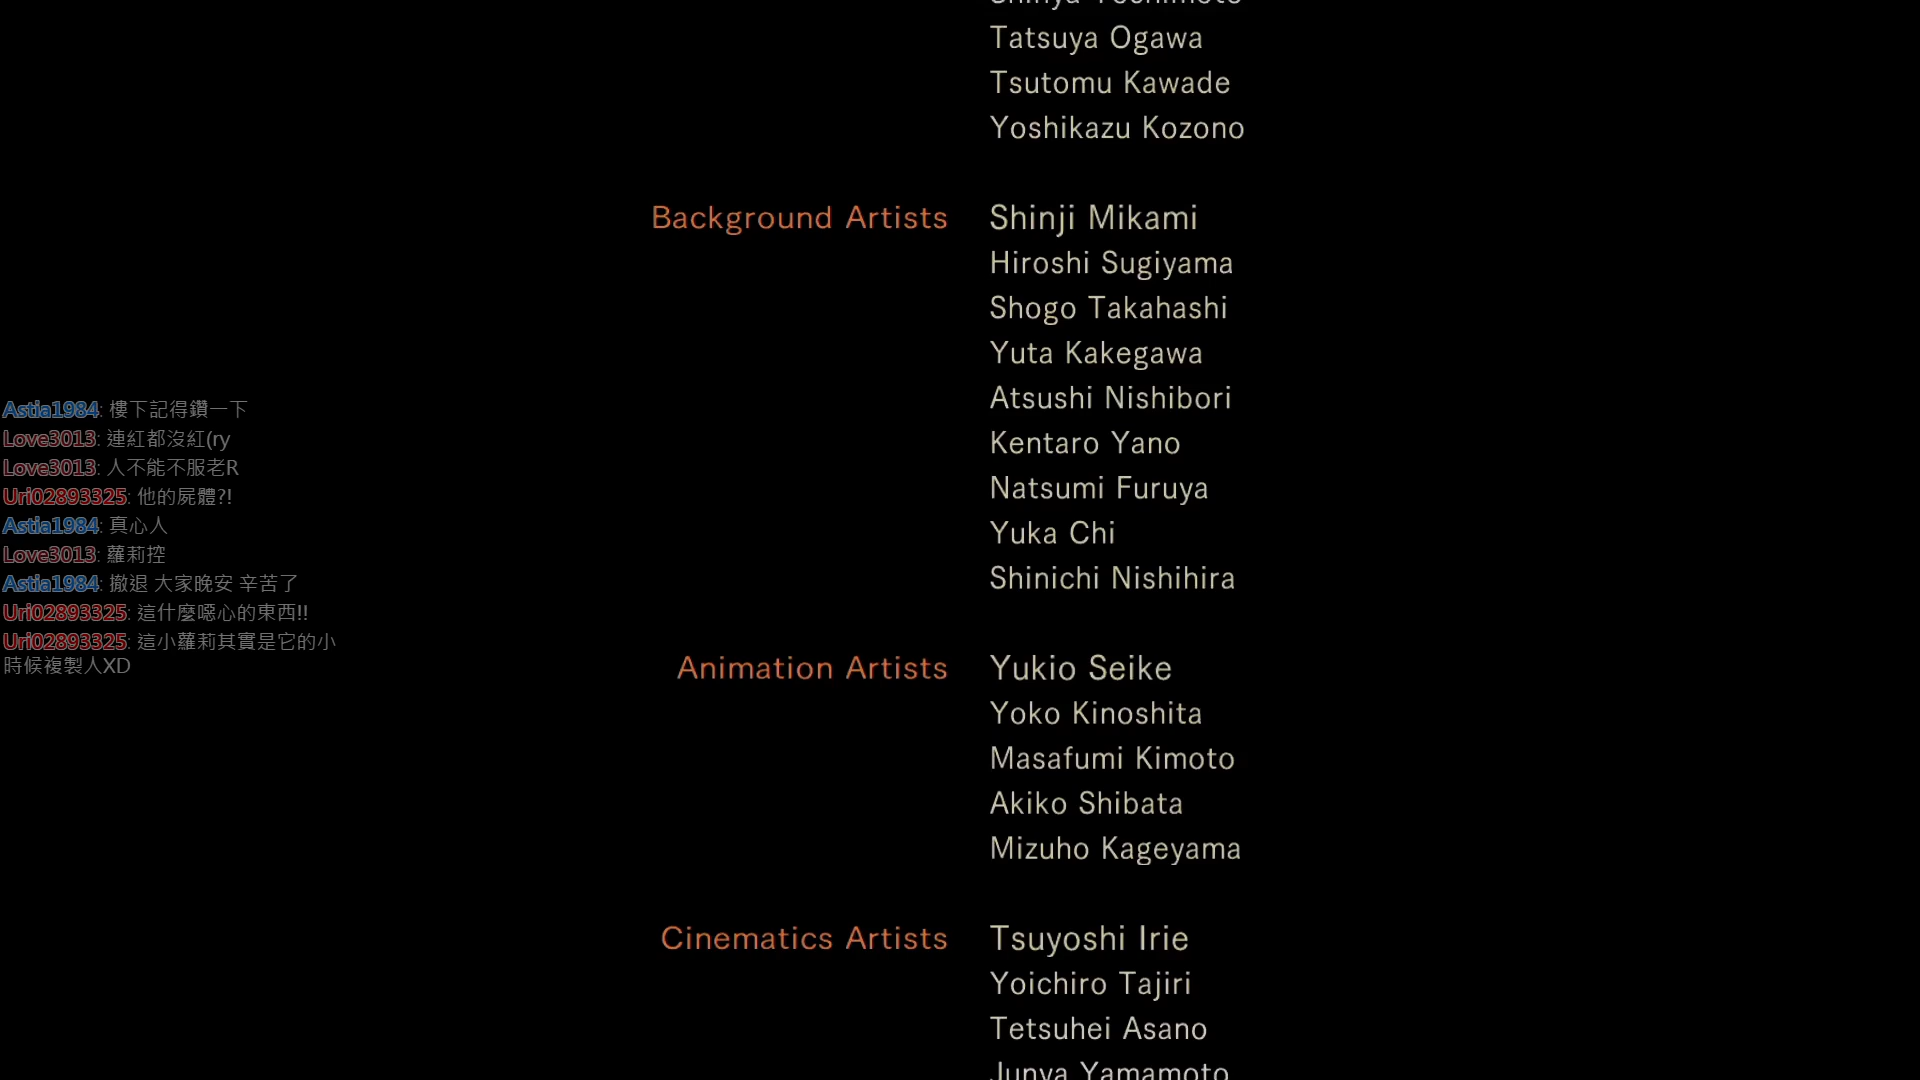 Shinya Yoshimoto
Tatsuya Ogawa
Tsutomu Kawade
Yoshikazu Kozono
Background Artists Shinji Mikami
Hiroshi Sugiyama
Shogo Takahashi
Yuta Kakegawa
Atsushi Nishibori
Kentaro Yano
Natsumi Furuya
Yuka Chi
Shinichi Nishihira
Animation Artists Yukio Seike
Yoko Kinoshita
Masafumi Kimoto
Akiko Shibata
Mizuho Kageyama
Cinematics Artists Tsuyoshi Irie
Yoichiro Tajiri
Tetsuhei Asano
Junya Yamamoto
Astia1984: 樓下記得鑽一下
Love3013: 連紅都沒紅(ry
Love3013: 人不能不服老R
Uri02893325: 他的屍體?!
Astia1984: 真心人
Love3013: 蘿莉控
Astia1984: 撤退 大家晚安 辛苦了
Uri02893325: 這什麼噁心的東西!!
Uri02893325: 這小蘿莉其實是它的小
時候複製人XD